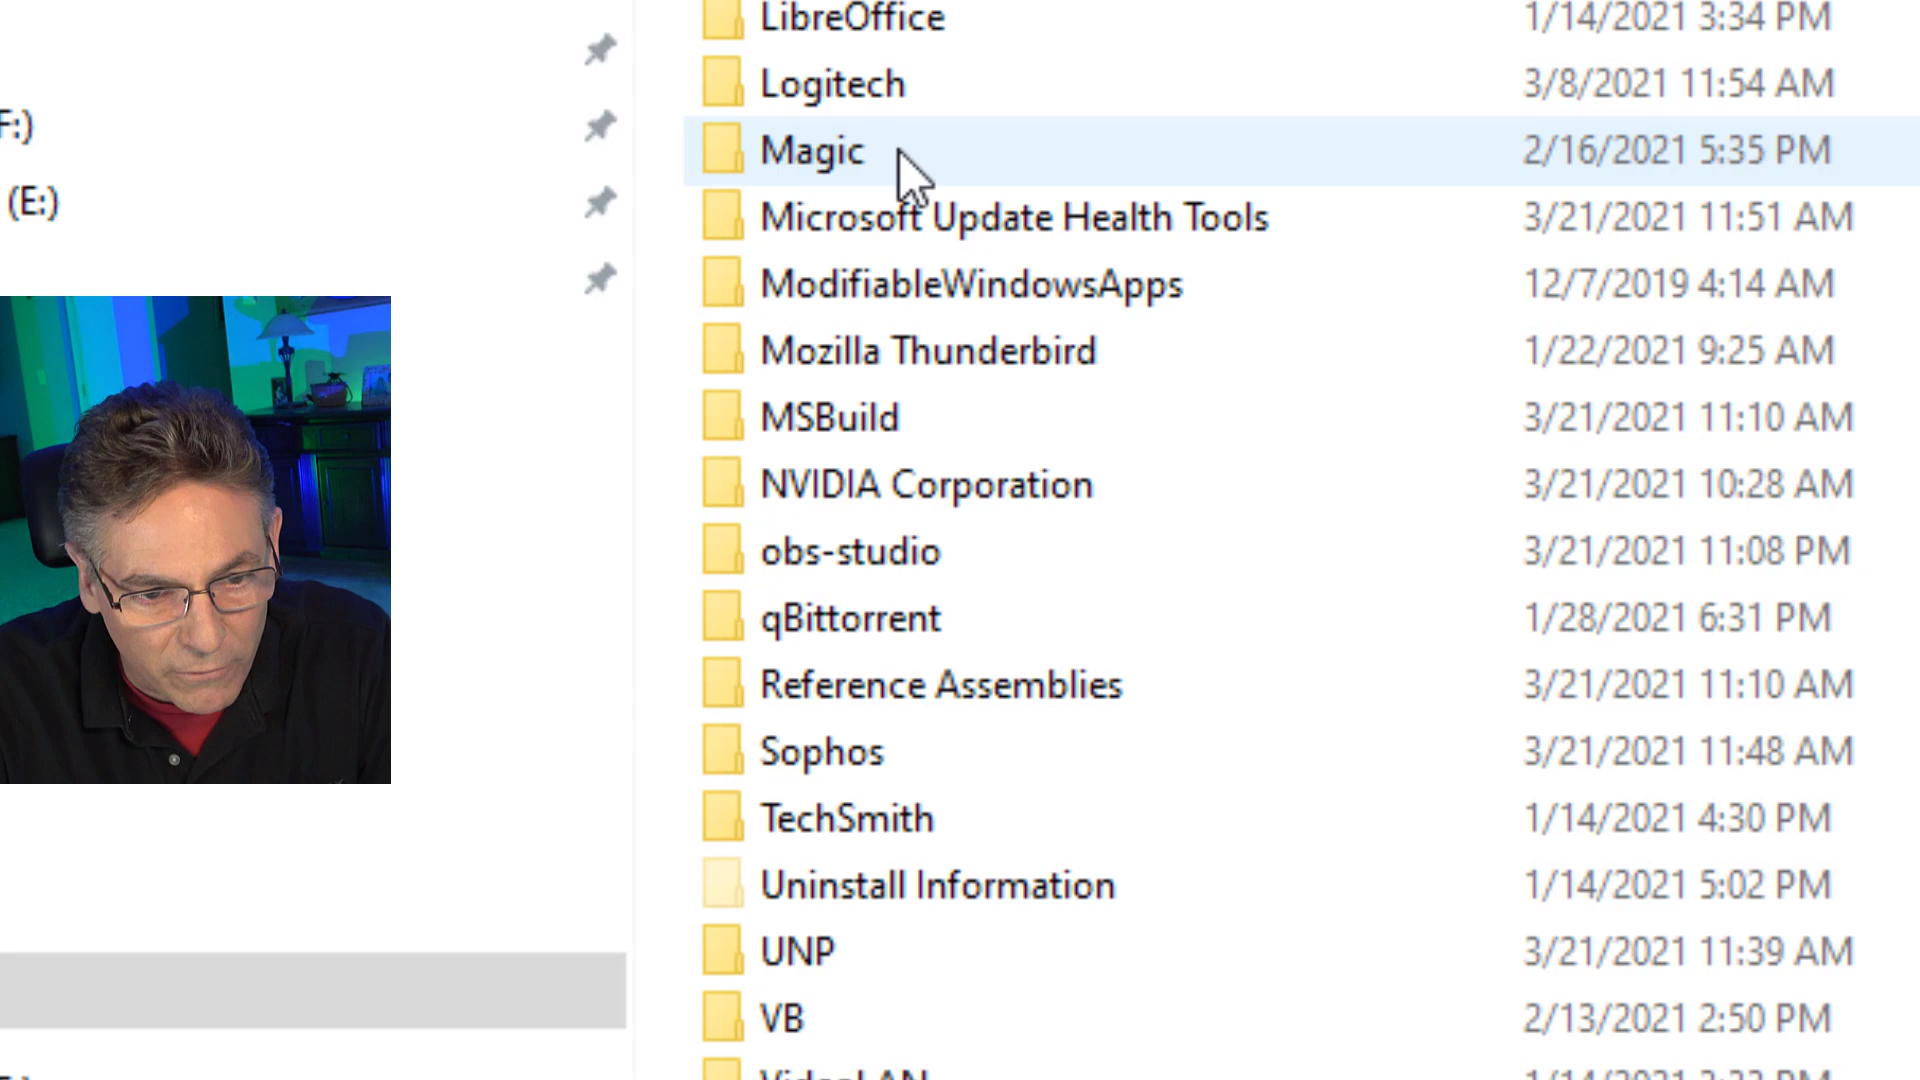 LibreOffice 1/14/2021 3:34 PM
Logitech 3/8/2021 11:54 AM
F:)
Magic 2/16/2021 5:35 PM
(E:)
Microsoft Update Health Tools 3/21/2021 11:51 AM
ModifiableWindowsApps 12/7/2019 4:14 AM
Mozilla Thunderbird 1/22/2021 9:25 AM
MSBuild 3/21/2021 11:10 AM
NVIDIA Corporation 3/21/2021 10:28 AM
obs-studio 3/21/2021 11:08 PM
qBittorrent 1/28/2021 6:31 PM
Reference Assemblies 3/21/2021 11:10 AM
Sophos 3/21/2021 11:48 AM
TechSmith 1/14/2021 4:30 PM
Uninstall Information 1/14/2021 5:02 PM
UNP 3/21/2021 11:39 AM
VB 2/13/2021 2:50 PM
VideoLAN